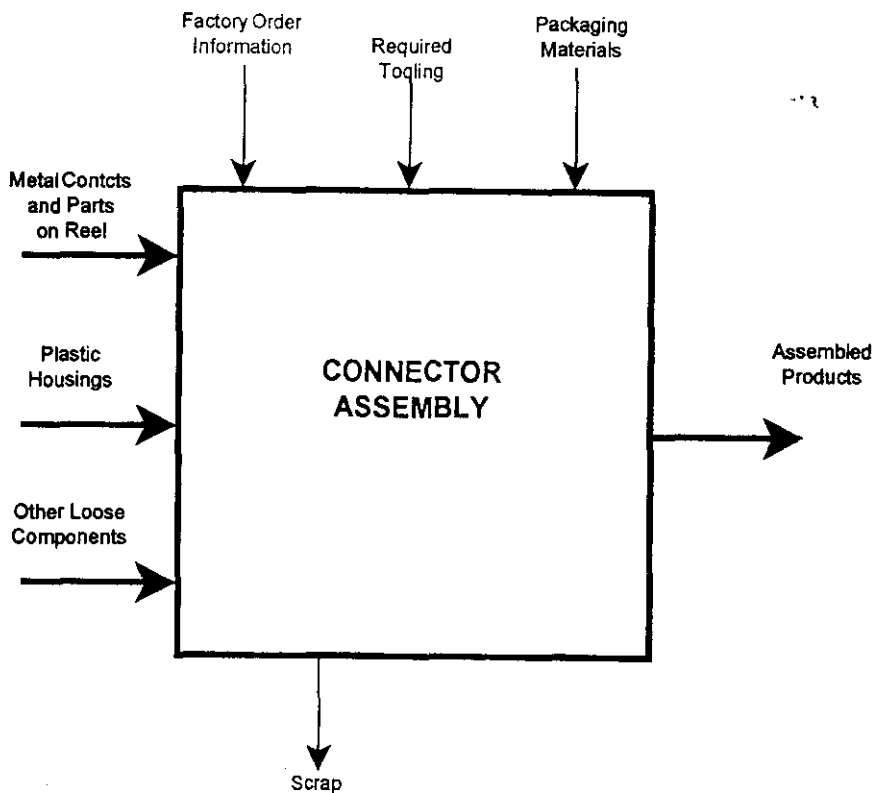 Factory Order
Information
Required
Toqling
Packaging
Materials
Metal Contcts
and Parts
on Reel
Plastic
Housings
CONNECTOR
ASSEMBLY
Assembled
Products
Other Loose
Components
Scrap